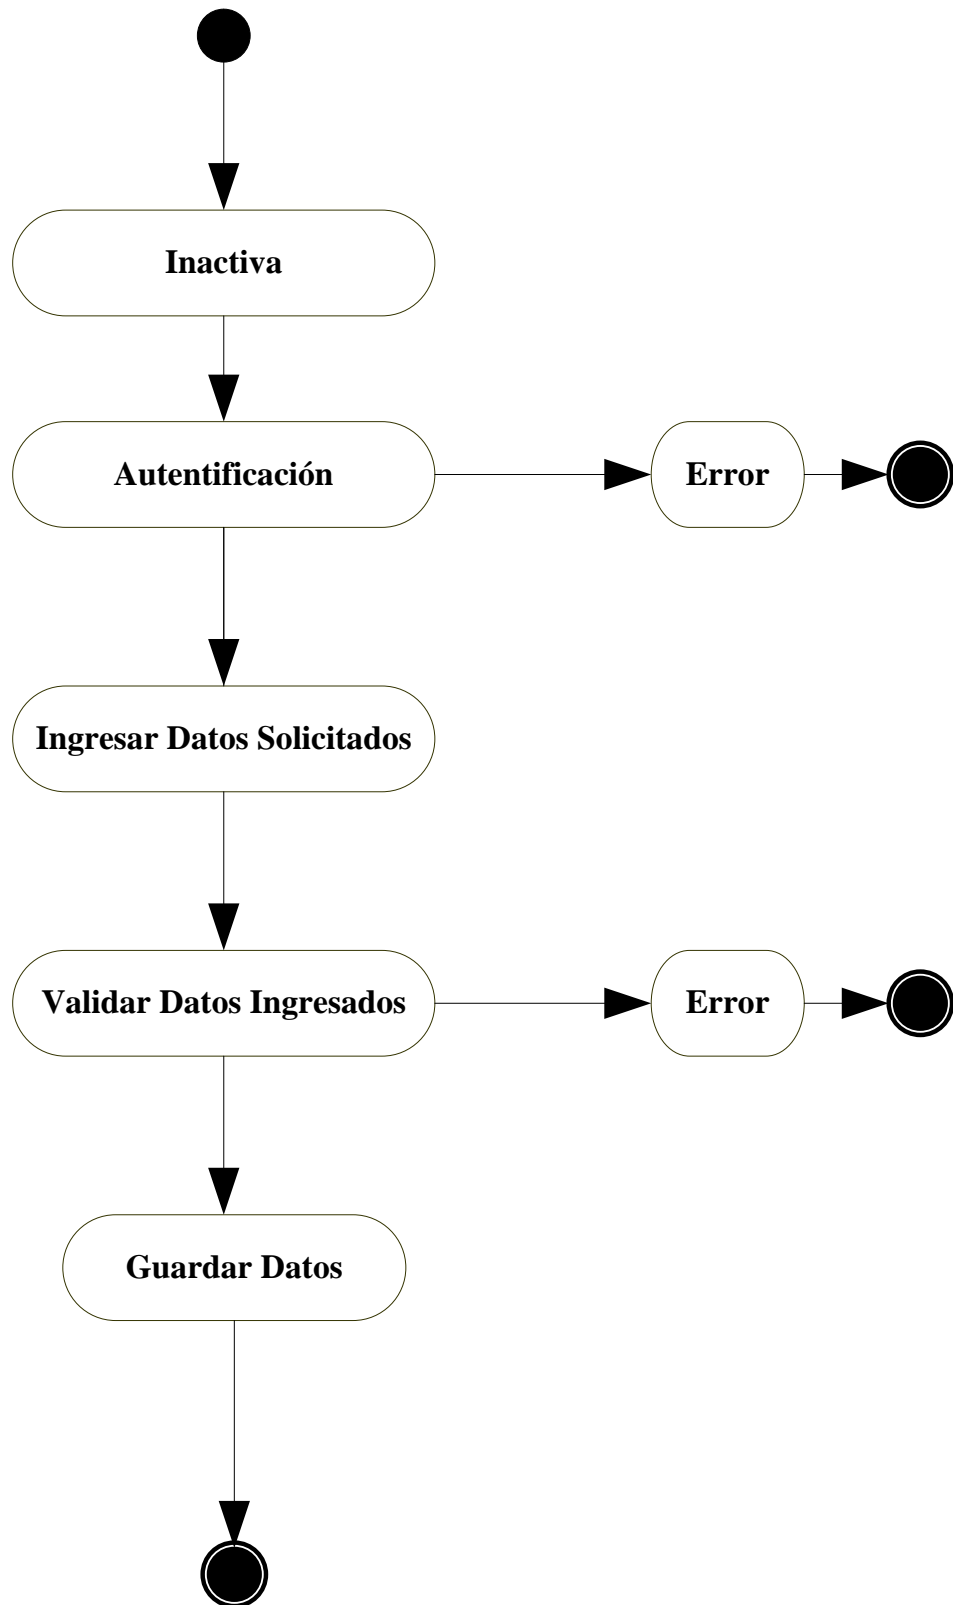 Inactiva
Autentificación
Error
Ingresar Datos Solicitados
Validar Datos Ingresados
Error
Guardar Datos